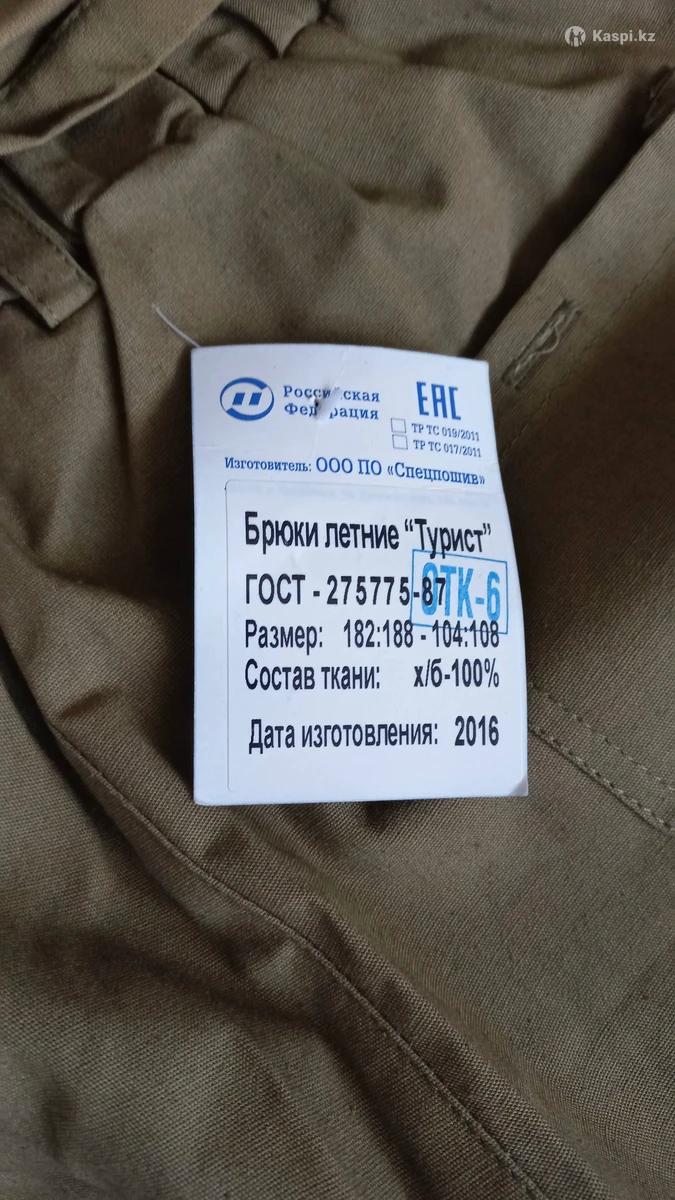 Kaspi.kz
Российская
Федерация
ЕАС
ТР ТС 019/2011
ТР ТС 017/2011
Изготовитель: ООО ПО «Спецпошив»
Брюки летние “Турист”
ГОСТ - 275775-87
ОТК-6
Размер: 182:188 - 104:108
Состав ткани: х/б-100%
Дата изготовления: 2016